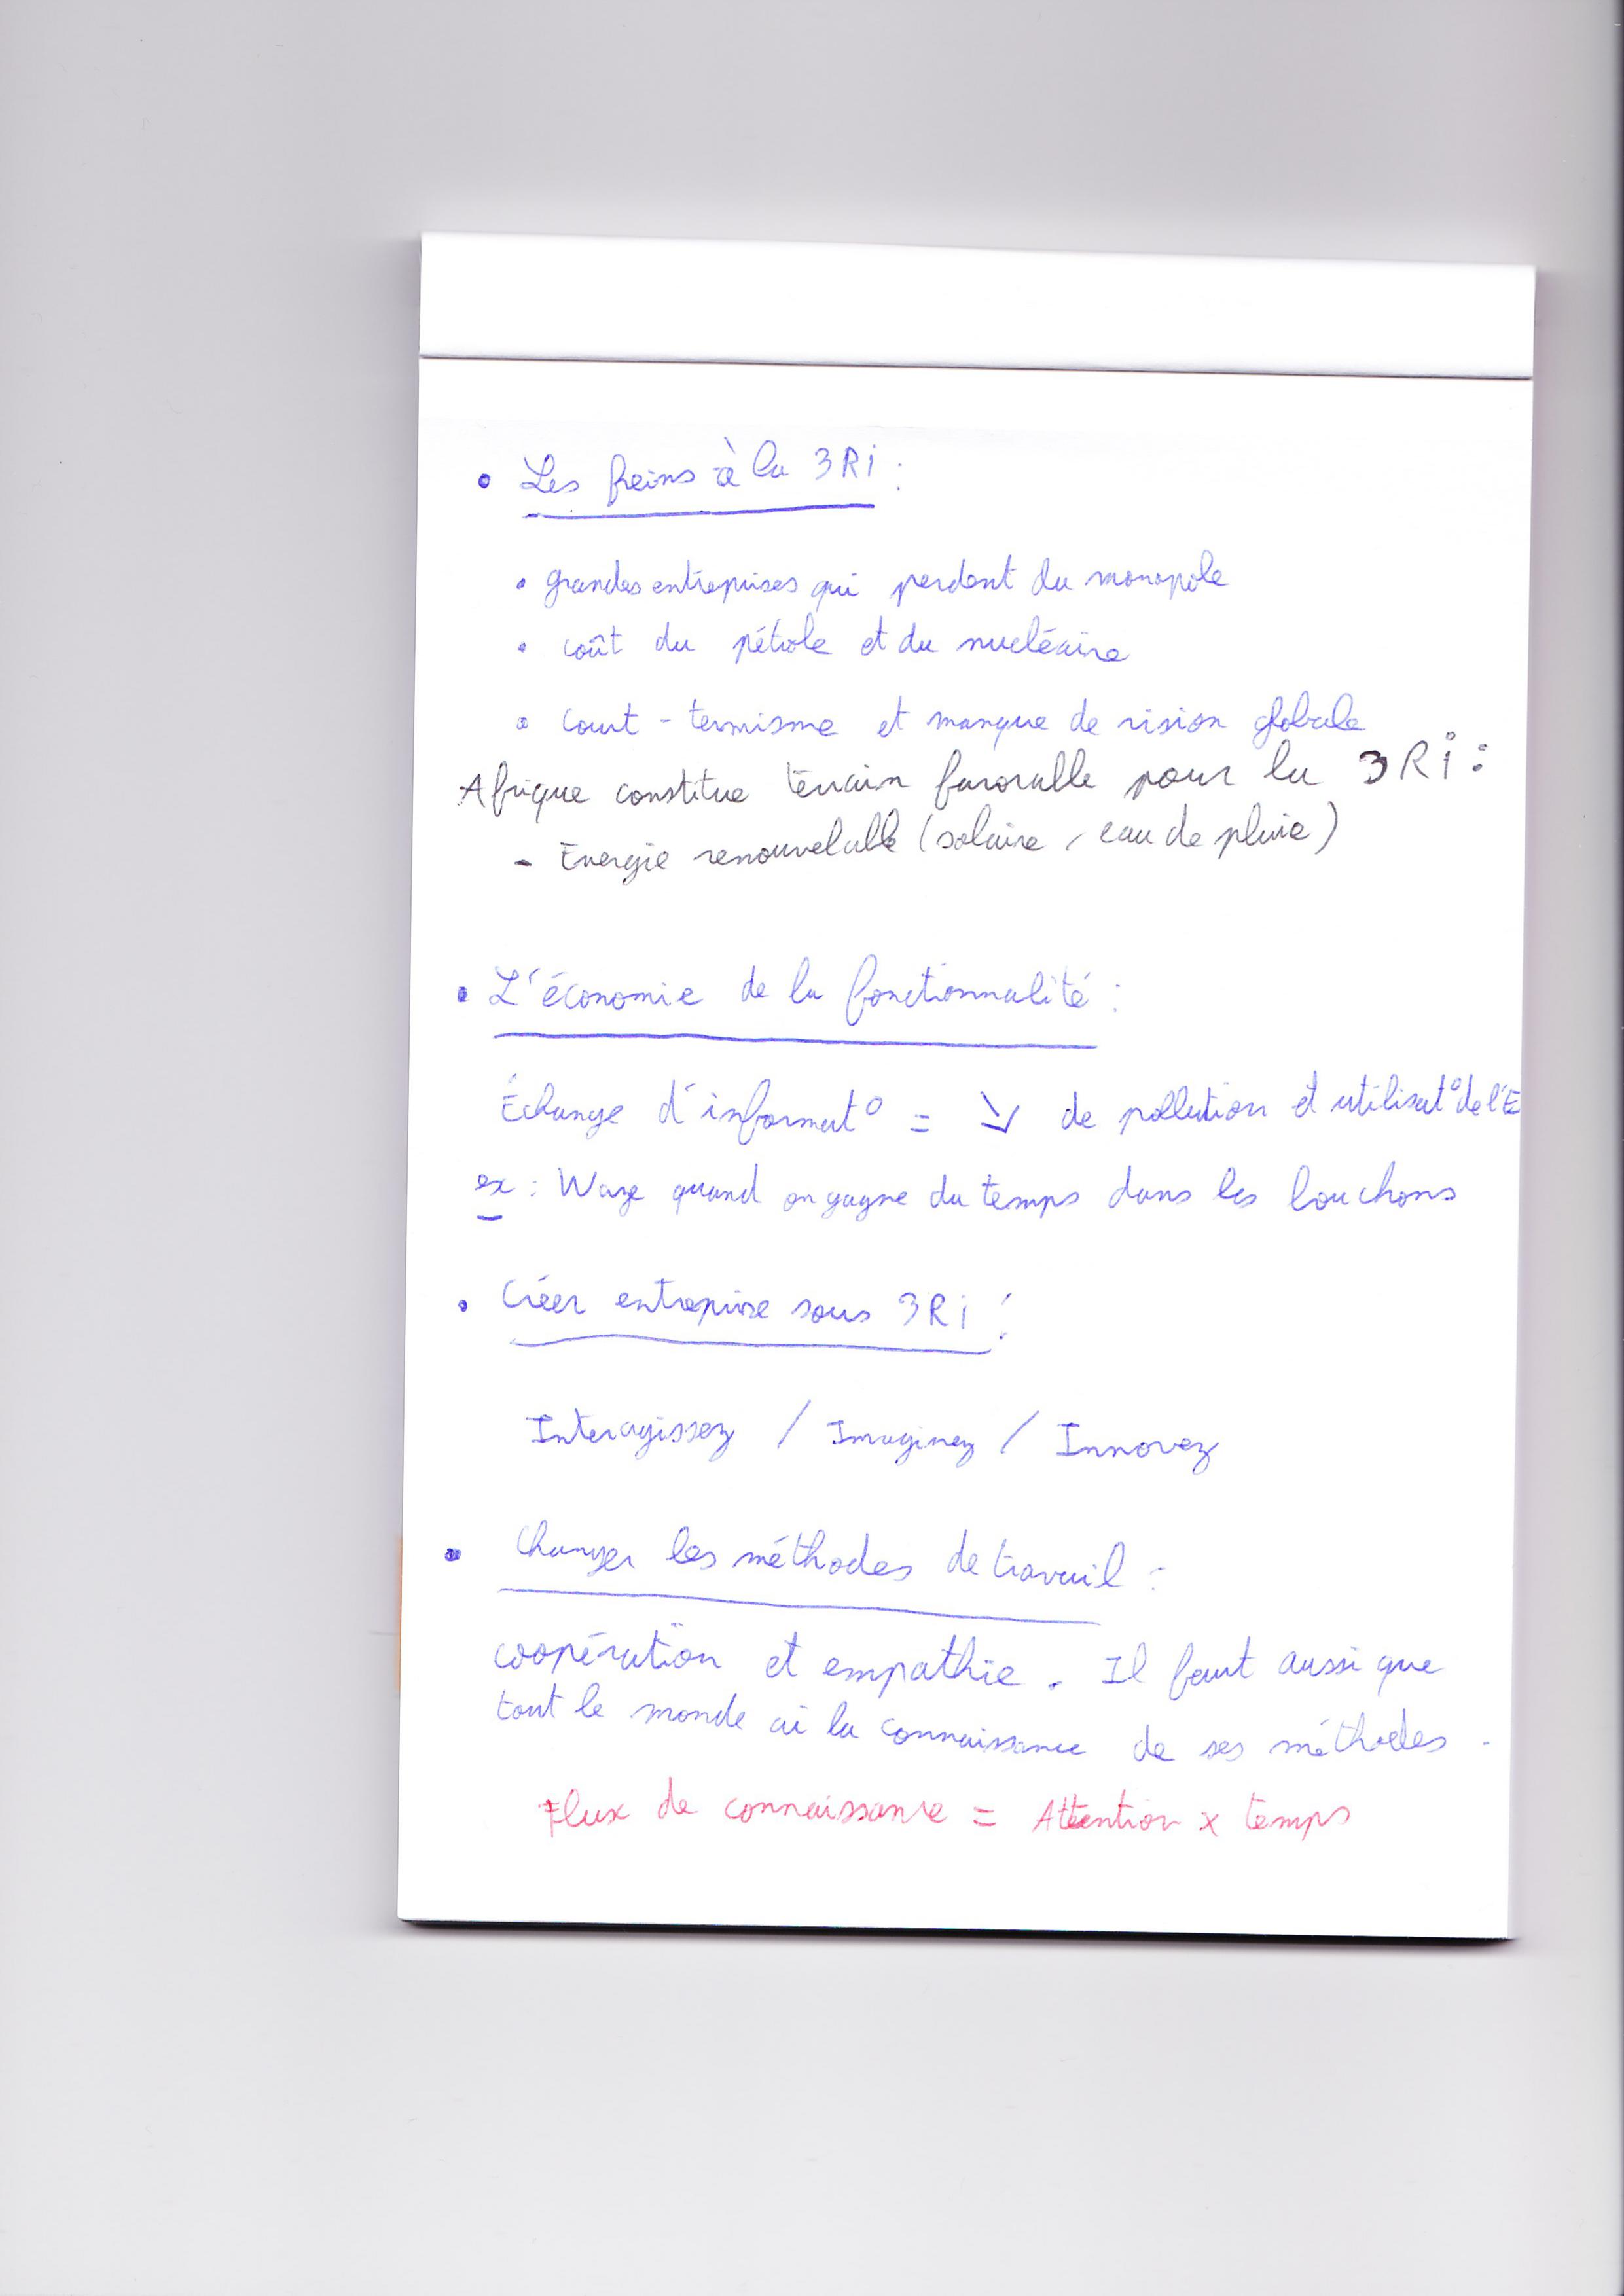 • Les freins à la 3Ri :
• grandes entreprises qui perdent du monopole
• coût du pétrole et du nucléaire
• court-termisme et manque de vision globale
Afrique constitue terrain favorable pour la 3Ri :
- Energie renouvelable (solaire, eau de pluie)
• L'économie de la fonctionnalité :
Échange d'informat° = ↘ de pollution et utilisat° de l'E
ex : Waze quand on gagne du temps dans les bouchons
• Créer entreprise sous 3Ri :
Interagissez / Imaginez / Innovez
• Changer les méthodes de travail :
coopération et empathie. Il faut aussi que
tout le monde ai la connaissance de ses méthodes.
Flux de connaissance = Attention x temps